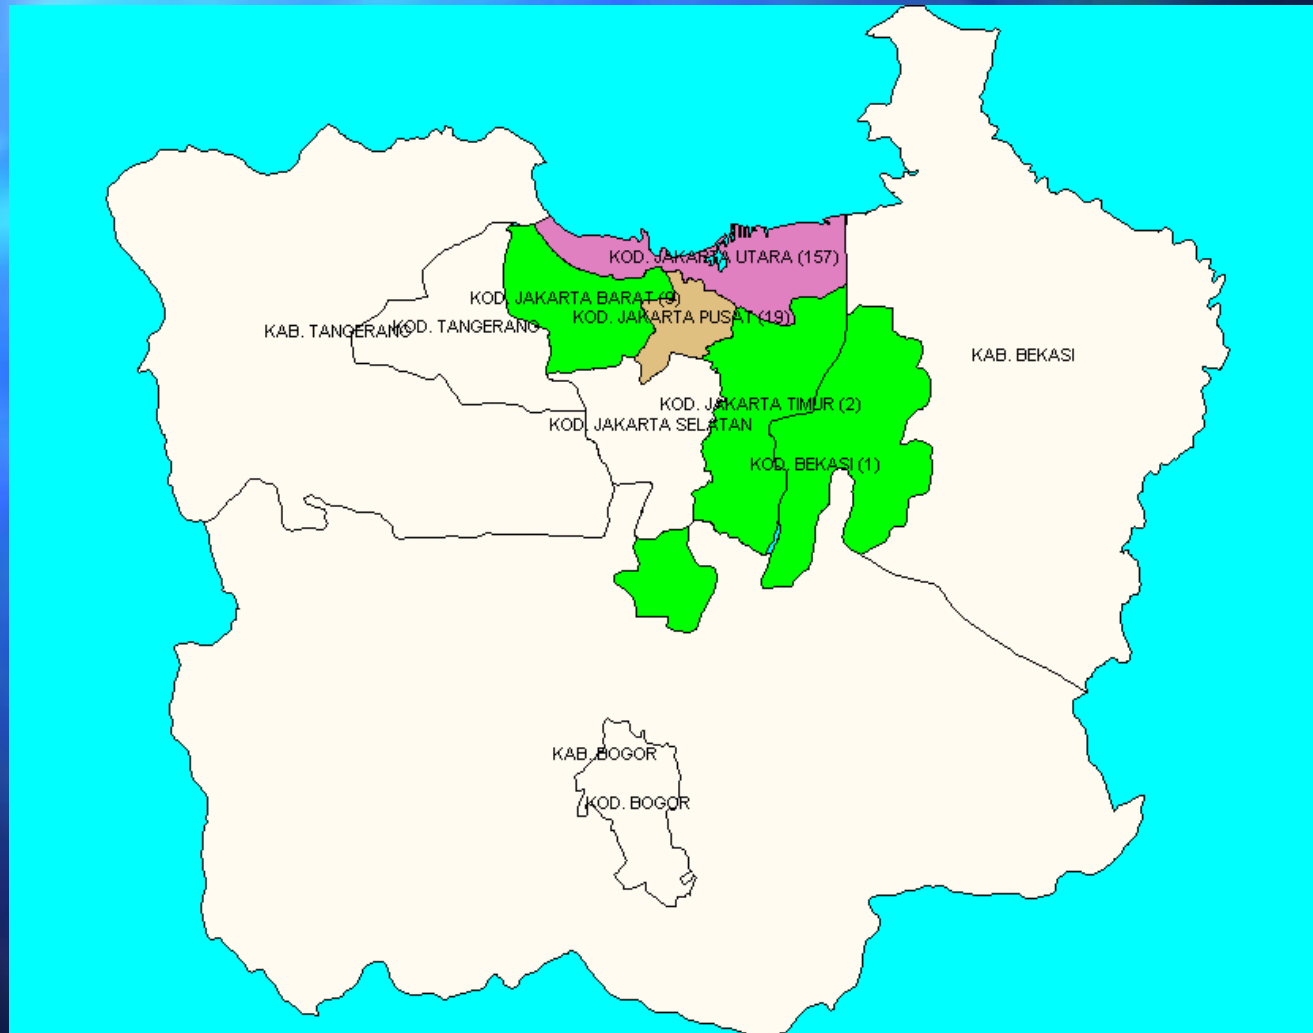 KOD. JAKARTA UTARA (157)
KOD. JAKARTA BARAT (9)
KOD. JAKARTA PUSAT (19)
KAB. TANGERANG
KOD. TANGERANG
KAB. BEKASI
KOD. JAKARTA TIMUR (2)
KOD. JAKARTA SELATAN
KOD. BEKASI (1)
KAB. BOGOR
KOD. BOGOR